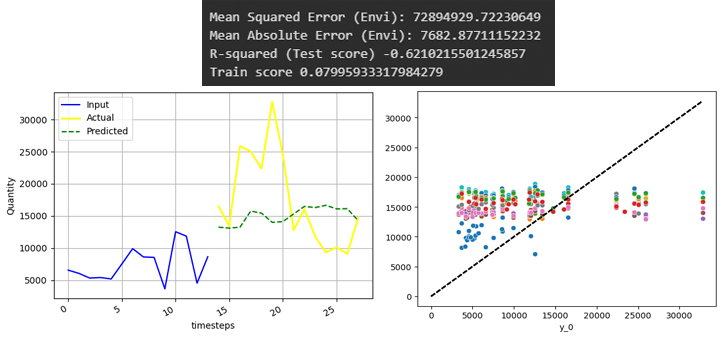 Mean Squared Error (Envi): 72894929.72230649
Mean Absolute Error (Envi): 7682.87711152232
R-squared (Test score) -0.6210215501245857
Train score 0.07995933317984279
Input
Actual
Predicted
30000
25000
20000
15000
10000
5000
Quantity
0
5
10
15
20
25
timesteps
30000
25000
20000
15000
10000
5000
0
0
5000
10000
15000
20000
25000
30000
y_0